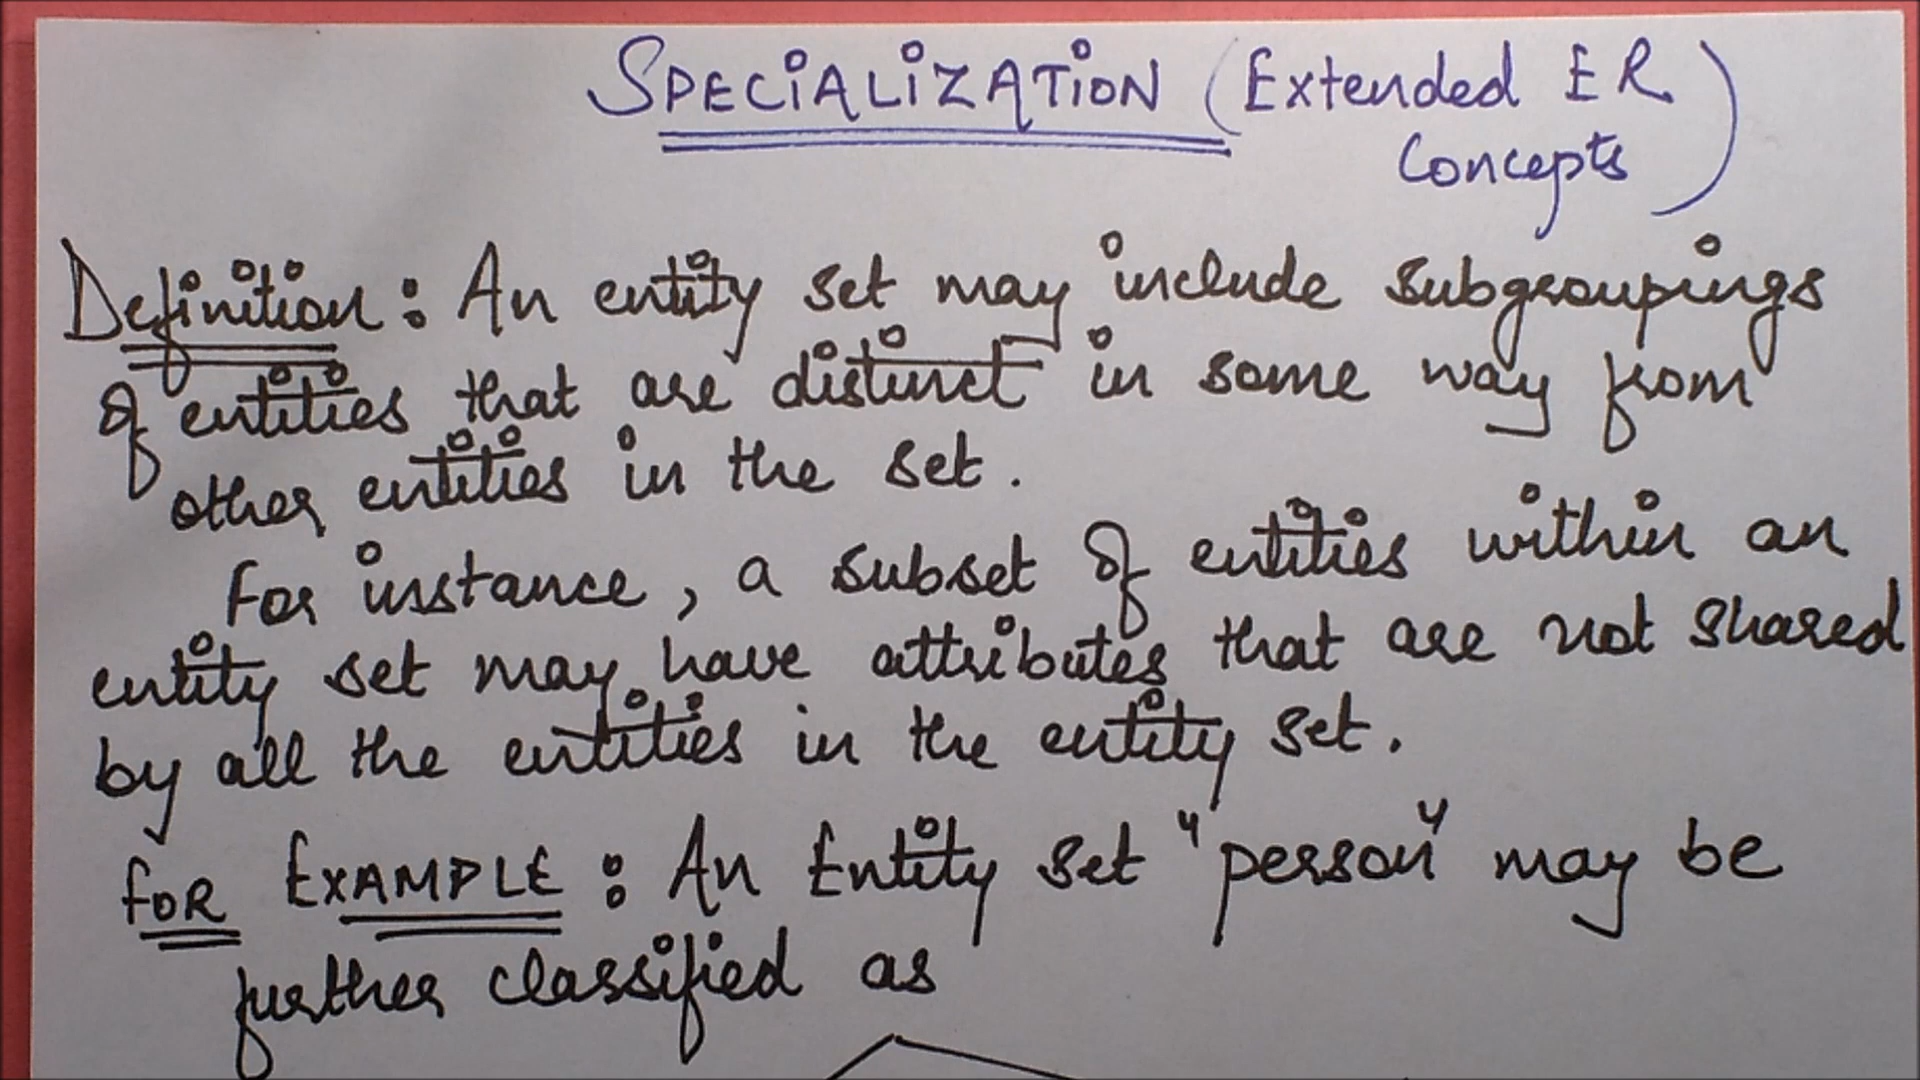 SPECIALIZATION (Extended ER
Concepts)
Definition: An entity set may include subgroupings
of entities that are distinct in some way from
other entities in the set.
For instance, a subset of entities within an
entity set may have attributes that are not shared
by all the entities in the entity set.
FOR EXAMPLE: An Entity set "person" may be
further classified as